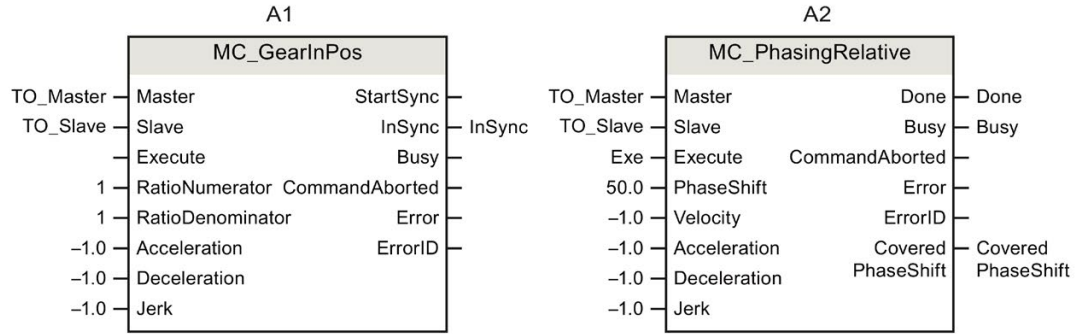 A1
MC_GearInPos
TO_Master Master StartSync
TO_Slave Slave InSync InSync
Execute Busy
1 RatioNumerator CommandAborted
1 RatioDenominator Error
–1.0 Acceleration ErrorID
–1.0 Deceleration
–1.0 Jerk
A2
MC_PhasingRelative
TO_Master Master Done Done
TO_Slave Slave Busy Busy
Exe Execute CommandAborted
50.0 PhaseShift Error
–1.0 Velocity ErrorID
–1.0 Acceleration Covered Covered
PhaseShift PhaseShift
–1.0 Deceleration
–1.0 Jerk